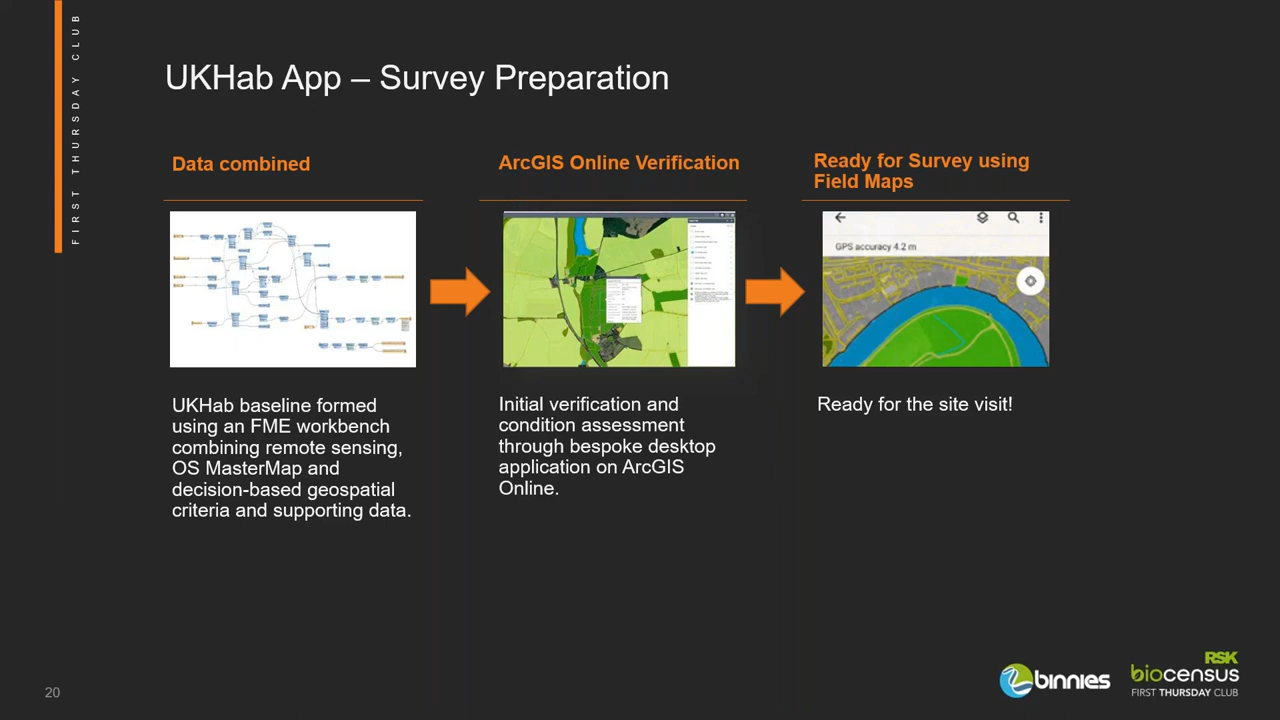 FIRST THURSDAY CLUB
UKHab App – Survey Preparation
Data combined
UKHab baseline formed
using an FME workbench
combining remote sensing,
OS MasterMap and
decision-based geospatial
criteria and supporting data.
ArcGIS Online Verification
Initial verification and
condition assessment
through bespoke desktop
application on ArcGIS
Online.
Ready for Survey using
Field Maps
GPS accuracy 4.2 m
Ready for the site visit!
20
binnies
RSK
biocensus
FIRST THURSDAY CLUB